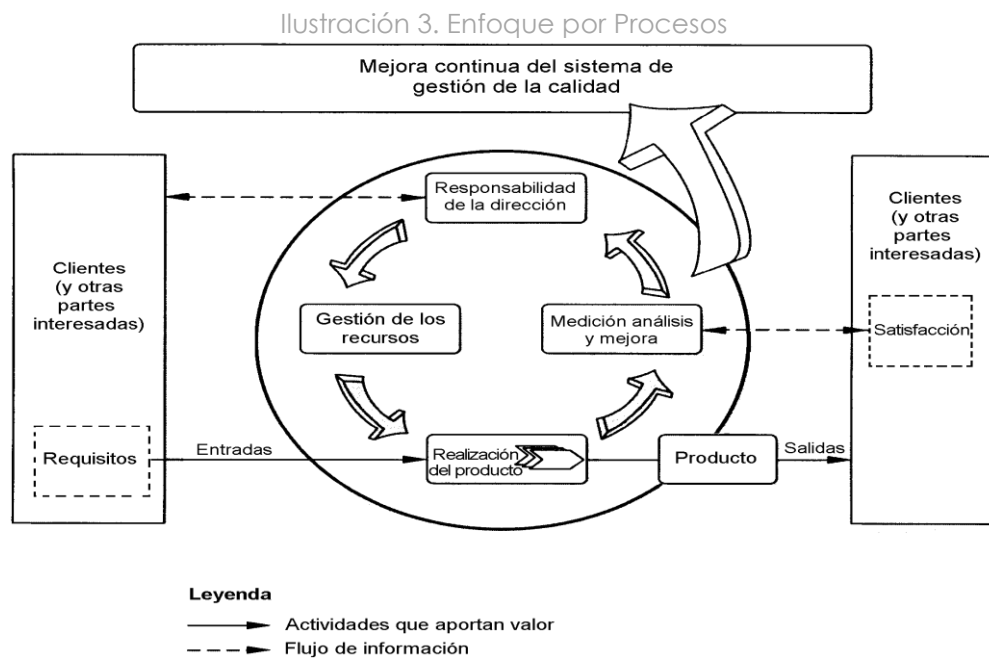 Ilustración 3. Enfoque por Procesos
Mejora continua del sistema de
gestión de la calidad
Responsabilidad
de la dirección
Clientes
(y otras
partes
interesadas)
Clientes
(y otras
partes
interesadas)
Gestión de los
recursos
Medición análisis
y mejora
Satisfacción
Requisitos
Entradas
Realización
del producto
Producto
Salidas
Leyenda
Actividades que aportan valor
Flujo de información